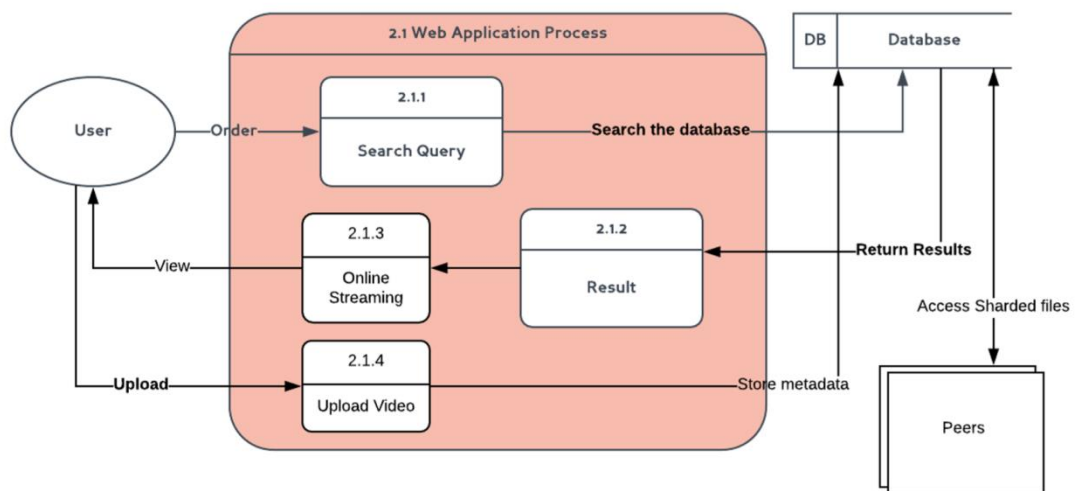 2.1 Web Application Process
DB
Database
User
Order
2.1.1
Search Query
Search the database
2.1.3
Online
Streaming
2.1.2
Result
Return Results
View
Access Sharded files
2.1.4
Upload Video
Upload
Store metadata
Peers